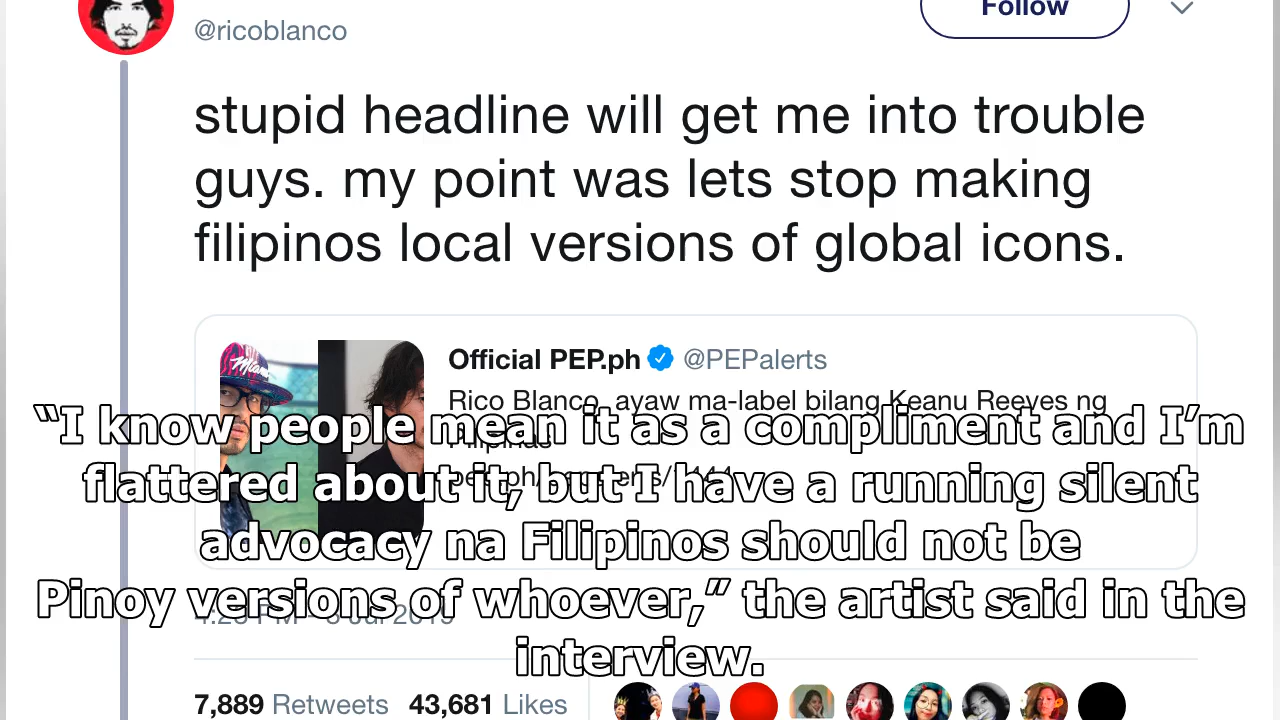 Follow
@ricoblanco
stupid headline will get me into trouble
guys. my point was lets stop making
filipinos local versions of global icons.
Official PEP.ph @PEPalerts
Rico Blanco, ayaw ma-label bilang Keanu Reeves ng
Pilipinas
“I know people mean it as a compliment and I’m
flattered about it, but I have a running silent
advocacy na Filipinos should not be
Pinoy versions of whoever,” the artist said in the
interview.
7,889 Retweets 43,681 Likes